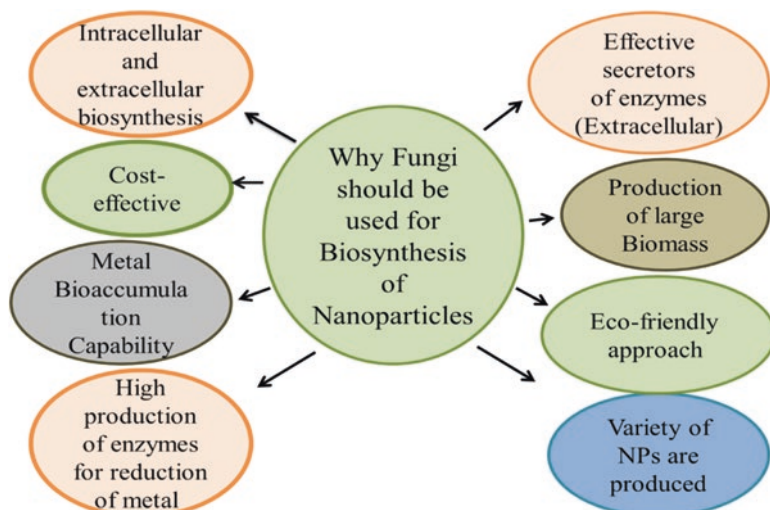 Intracellular
and
extracellular
biosynthesis
Cost-
effective
Metal
Bioaccumula
tion
Capability
High
production
of enzymes
for reduction
of metal
Why Fungi
should be
used for
Biosynthesis
of
Nanoparticles
Effective
secretors
of enzymes
(Extracellular)
Production
of large
Biomass
Eco-friendly
approach
Variety of
NPs are
produced